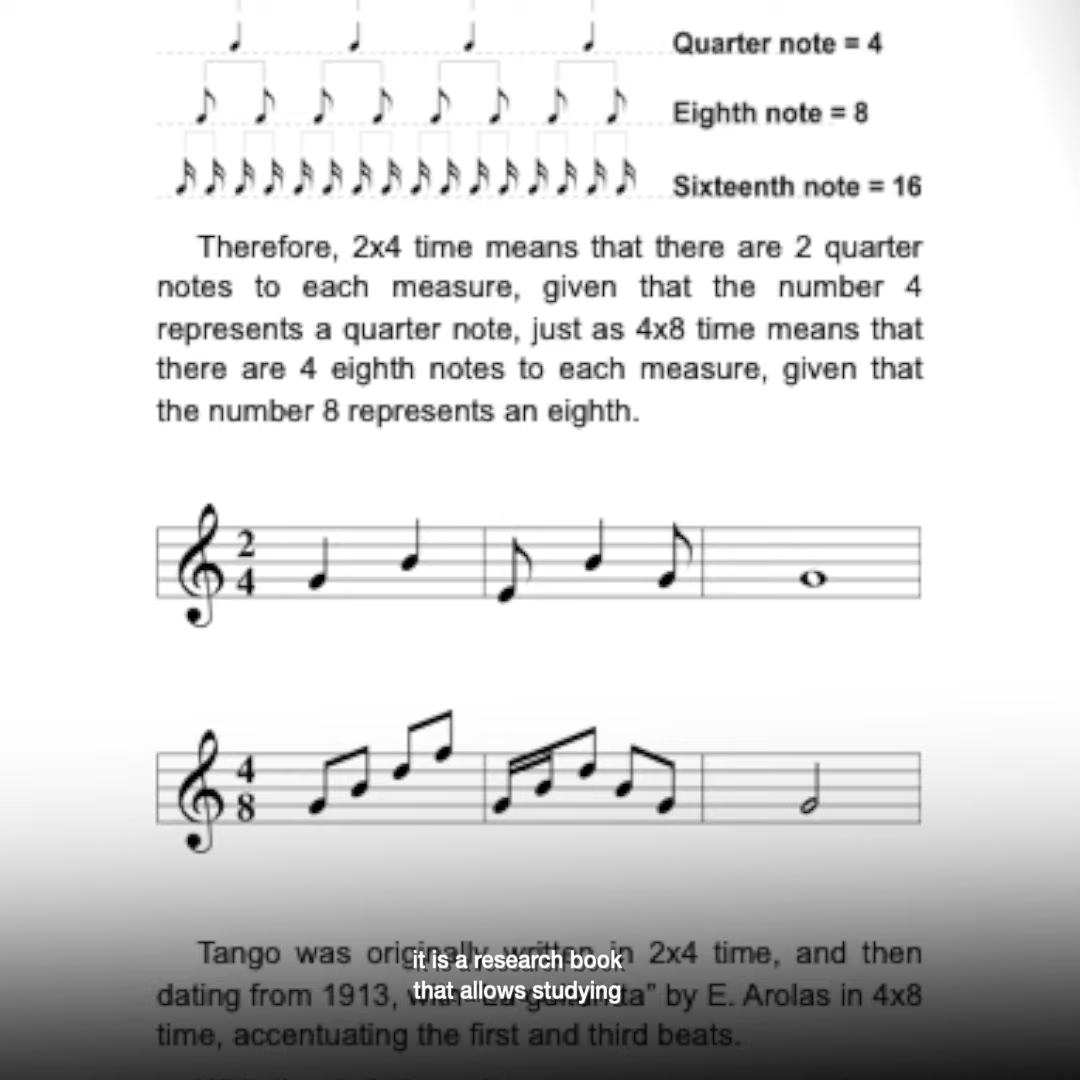 Quarter note = 4
Eighth note = 8
Sixteenth note = 16
Therefore, 2x4 time means that there are 2 quarter
notes to each measure, given that the number 4
represents a quarter note, just as 4x8 time means that
there are 4 eighth notes to each measure, given that
the number 8 represents an eighth.
2
4
4
8
Tango was originally written in 2x4 time, and then
it is a research book
dating from 1913, by E. Arolas in 4x8
that allows studying
time, accentuating the first and third beats.